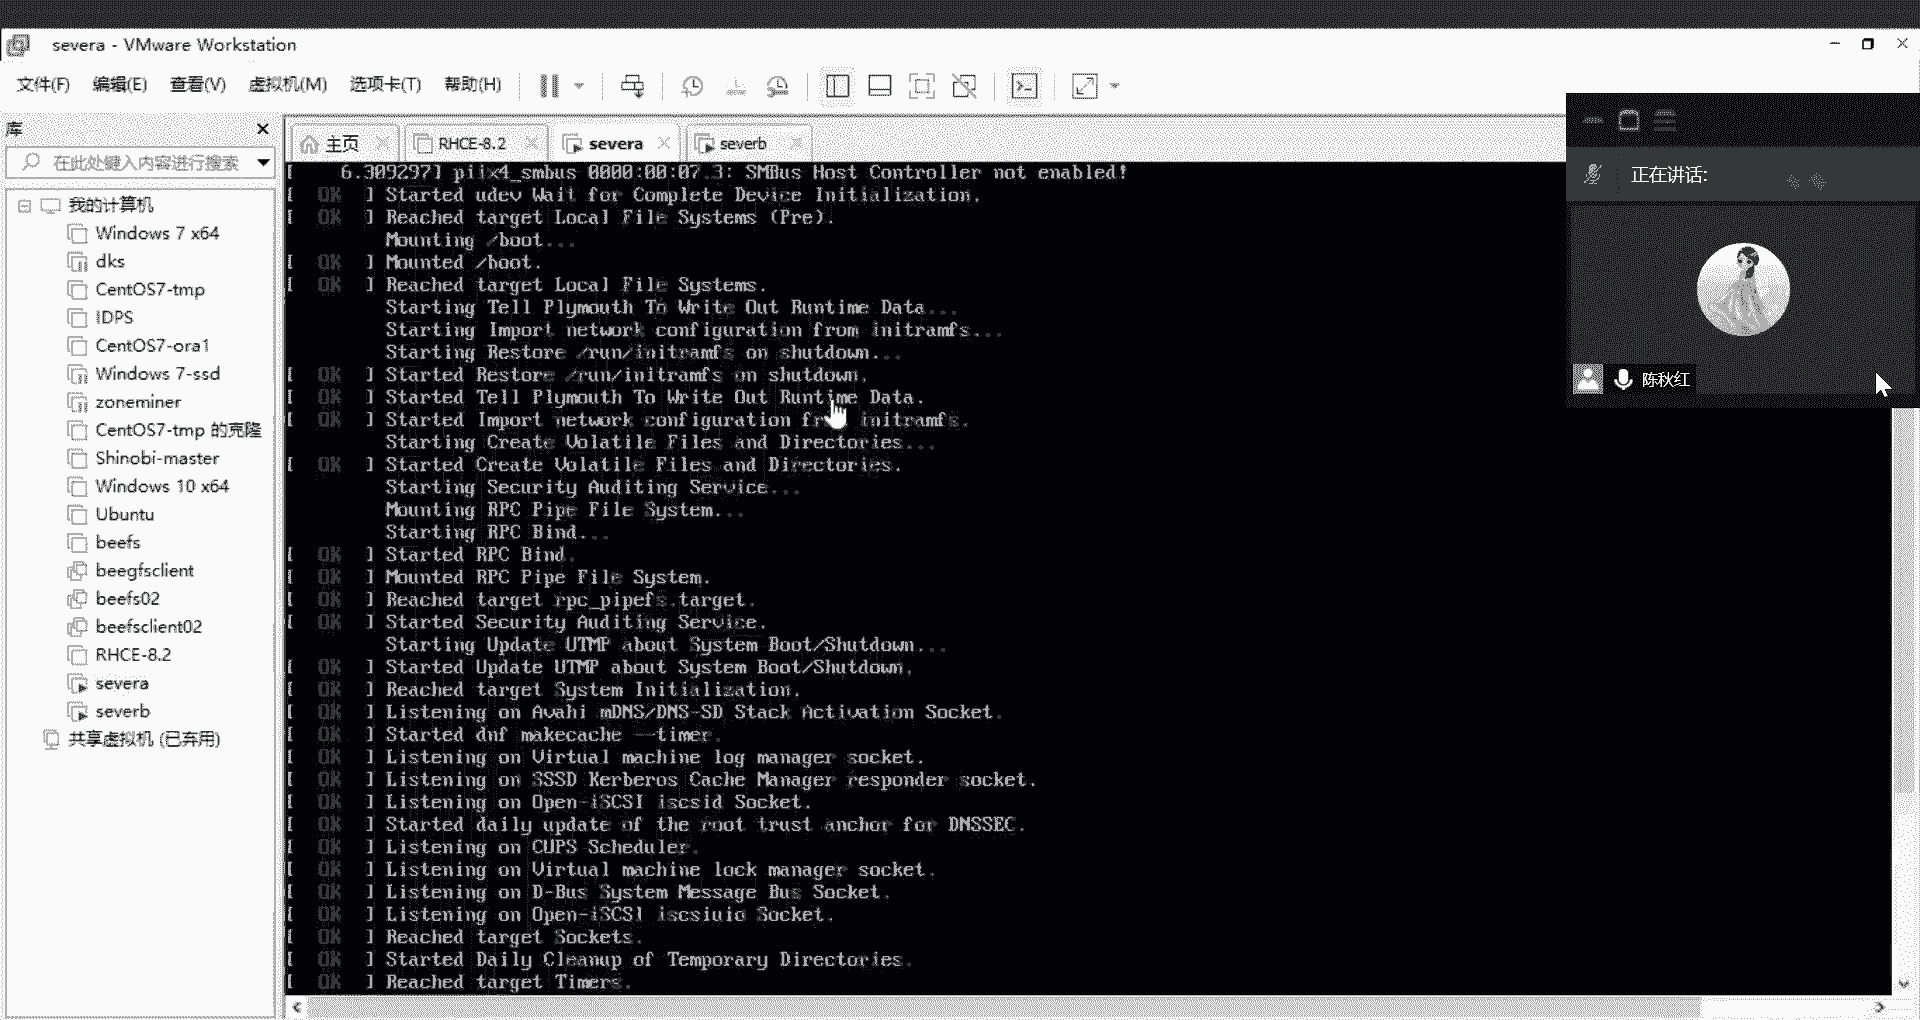 severa - VMware Workstation
文件(F) 编辑(E) 查看(V) 虚拟机(M) 选项卡(T) 帮助(H)
库
在此处键入内容进行搜索
我的计算机
Windows 7 x64
dks
CentOS7-tmp
IDPS
CentOS7-ora1
Windows 7-ssd
zoneminer
CentOS7-tmp 的克隆
Shinobi-master
Windows 10 x64
Ubuntu
beefs
beegfsclient
beefs02
beefsclient02
RHCE-8.2
severa
severb
共享虚拟机 (已弃用)
主页 RHCE-8.2 severa severb
[ 6.309297] piix4_smbus 0000:00:07.3: SMBus Host Controller not enabled!
[ OK ] Started udev Wait for Complete Device Initialization.
[ OK ] Reached target Local File Systems (Pre).
Mounting /boot...
[ OK ] Mounted /boot.
[ OK ] Reached target Local File Systems.
Starting Tell Plymouth To Write Out Runtime Data...
Starting Import network configuration from initramfs...
Starting Restore /run/initramfs on shutdown...
[ OK ] Started Restore /run/initramfs on shutdown.
[ OK ] Started Tell Plymouth To Write Out Runtime Data.
[ OK ] Started Import network configuration from initramfs.
Starting Create Volatile Files and Directories...
[ OK ] Started Create Volatile Files and Directories.
Starting Security Auditing Service...
Mounting RPC Pipe File System...
Starting RPC Bind...
[ OK ] Started RPC Bind.
[ OK ] Mounted RPC Pipe File System.
[ OK ] Reached target rpc_pipefs.target.
[ OK ] Started Security Auditing Service.
Starting Update UTMP about System Boot/Shutdown...
[ OK ] Started Update UTMP about System Boot/Shutdown.
[ OK ] Reached target System Initialization.
[ OK ] Listening on Avahi mDNS/DNS-SD Stack Activation Socket.
[ OK ] Started dnf makecache --timer.
[ OK ] Listening on Virtual machine log manager socket.
[ OK ] Listening on SSSD Kerberos Cache Manager responder socket.
[ OK ] Listening on Open-iSCSI iscsid Socket.
[ OK ] Started daily update of the root trust anchor for DNSSEC.
[ OK ] Listening on CUPS Scheduler.
[ OK ] Listening on Virtual machine lock manager socket.
[ OK ] Listening on D-Bus System Message Bus Socket.
[ OK ] Listening on Open-iSCSI iscsiuio Socket.
[ OK ] Reached target Sockets.
[ OK ] Started Daily Cleanup of Temporary Directories.
[ OK ] Reached target Timers.
正在讲话:
陈秋红